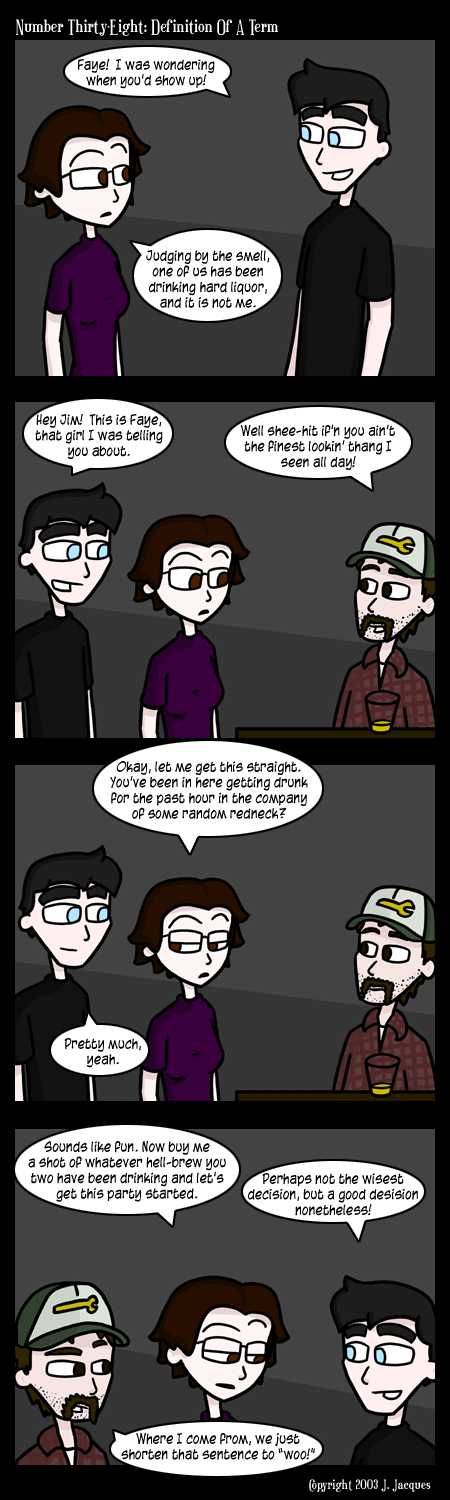 Number Thirty-Eight: Definition Of A Term
Faye! I was wondering
when you'd show up!
Judging by the smell,
one of us has been
drinking hard liquor,
and it is not me.
Hey Jim! This is Faye,
that girl I was telling
you about.
Well shee-hit if'n you ain't
the finest lookin' thang I
seen all day!
Okay, let me get this straight.
You've been in here getting drunk
for the past hour in the company
of some random redneck?
Pretty much,
yeah.
Sounds like fun. Now buy me
a shot of whatever hell-brew you
two have been drinking and let's
get this party started.
Perhaps not the wisest
decision, but a good desision
nonetheless!
Where I come from, we just
shorten that sentence to "woo!"
Copyright 2003 J. Jacques